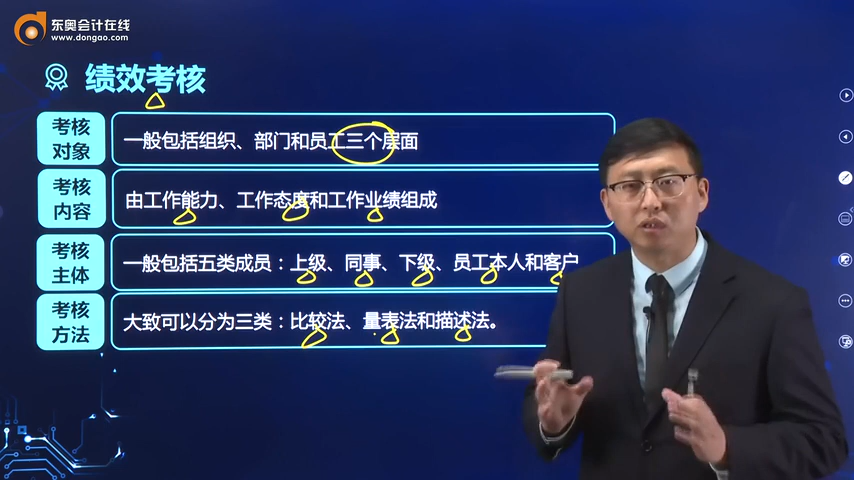 东奥会计在线
www.dongao.com
绩效考核
考核
对象
一般包括组织、部门和员工三个层面
考核
内容
由工作能力、工作态度和工作业绩组成
考核
主体
一般包括五类成员：上级、同事、下级、员工本人和客户
考核
方法
大致可以分为三类：比较法、量表法和描述法。